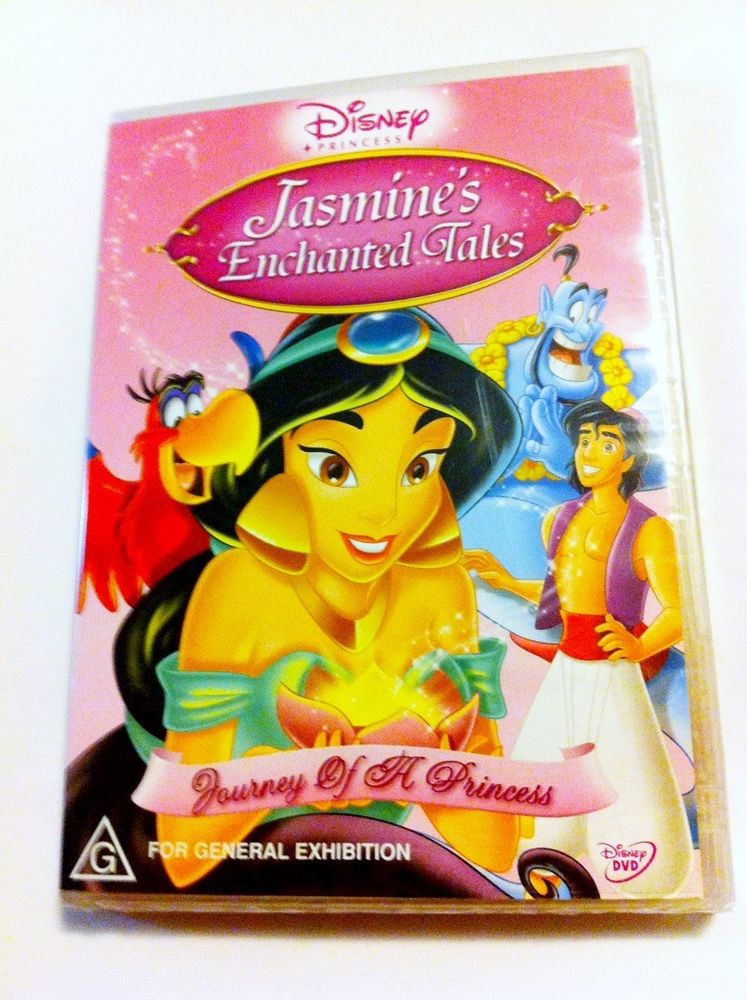 Disney
PRINCESS
Jasmine's
Enchanted Tales
Journey Of A Princess
G
FOR GENERAL EXHIBITION
Disney
DVD